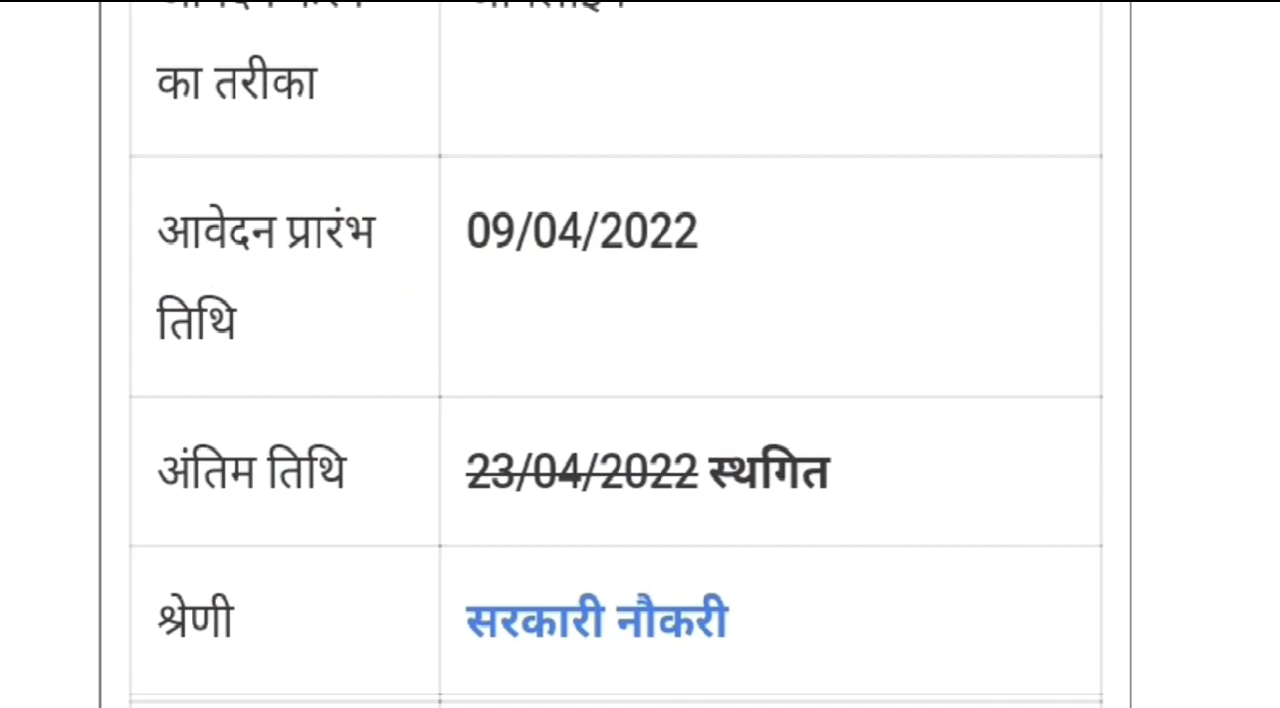 का तरीका
आवेदन प्रारंभ 09/04/2022
तिथि
अंतिम तिथि 23/04/2022 स्थगित
श्रेणी सरकारी नौकरी